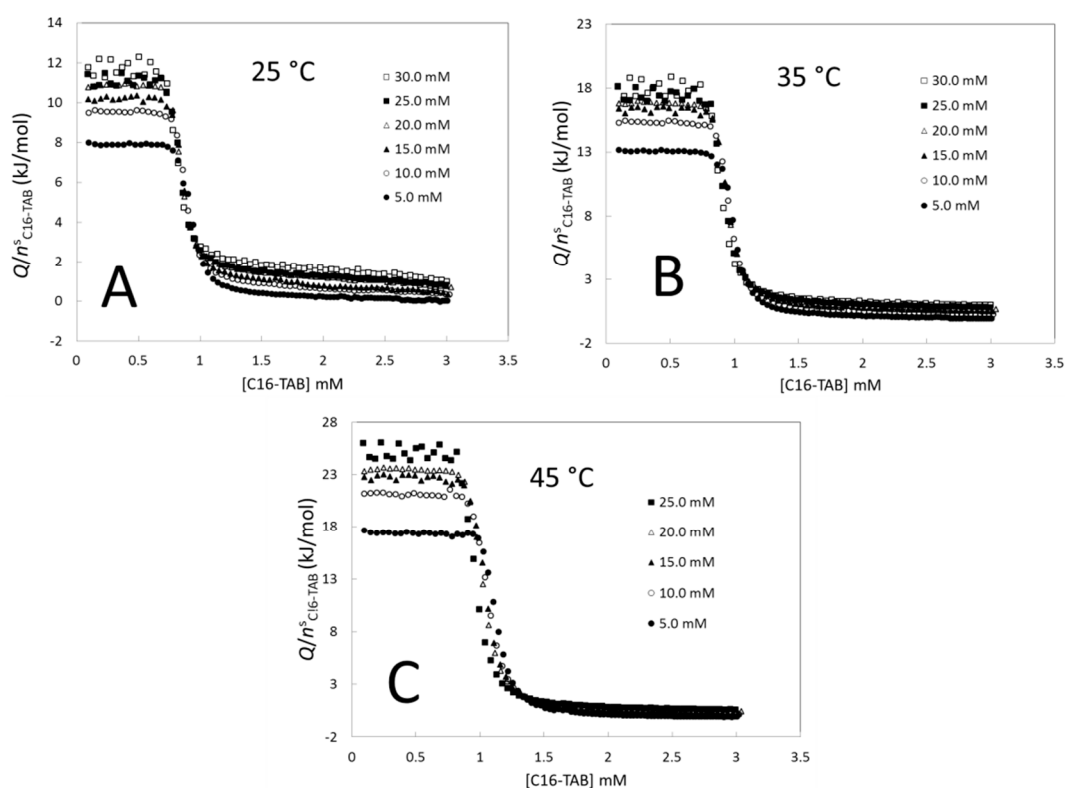 14
12
10
8
6
4
2
0
-2
Q/nˢC16-TAB (kJ/mol)
25 °C
30.0 mM
25.0 mM
20.0 mM
15.0 mM
10.0 mM
5.0 mM
A
0 0.5 1 1.5 2 2.5 3 3.5
[C16-TAB] mM
23
18
13
8
3
-2
Q/nˢC16-TAB (kJ/mol)
35 °C
30.0 mM
25.0 mM
20.0 mM
15.0 mM
10.0 mM
5.0 mM
B
0 0.5 1 1.5 2 2.5 3 3.5
[C16-TAB] mM
28
23
18
13
8
3
-2
Q/nˢC!6-TAB (kJ/mol)
45 °C
25.0 mM
20.0 mM
15.0 mM
10.0 mM
5.0 mM
C
0 0.5 1 1.5 2 2.5 3 3.5
[C16-TAB] mM